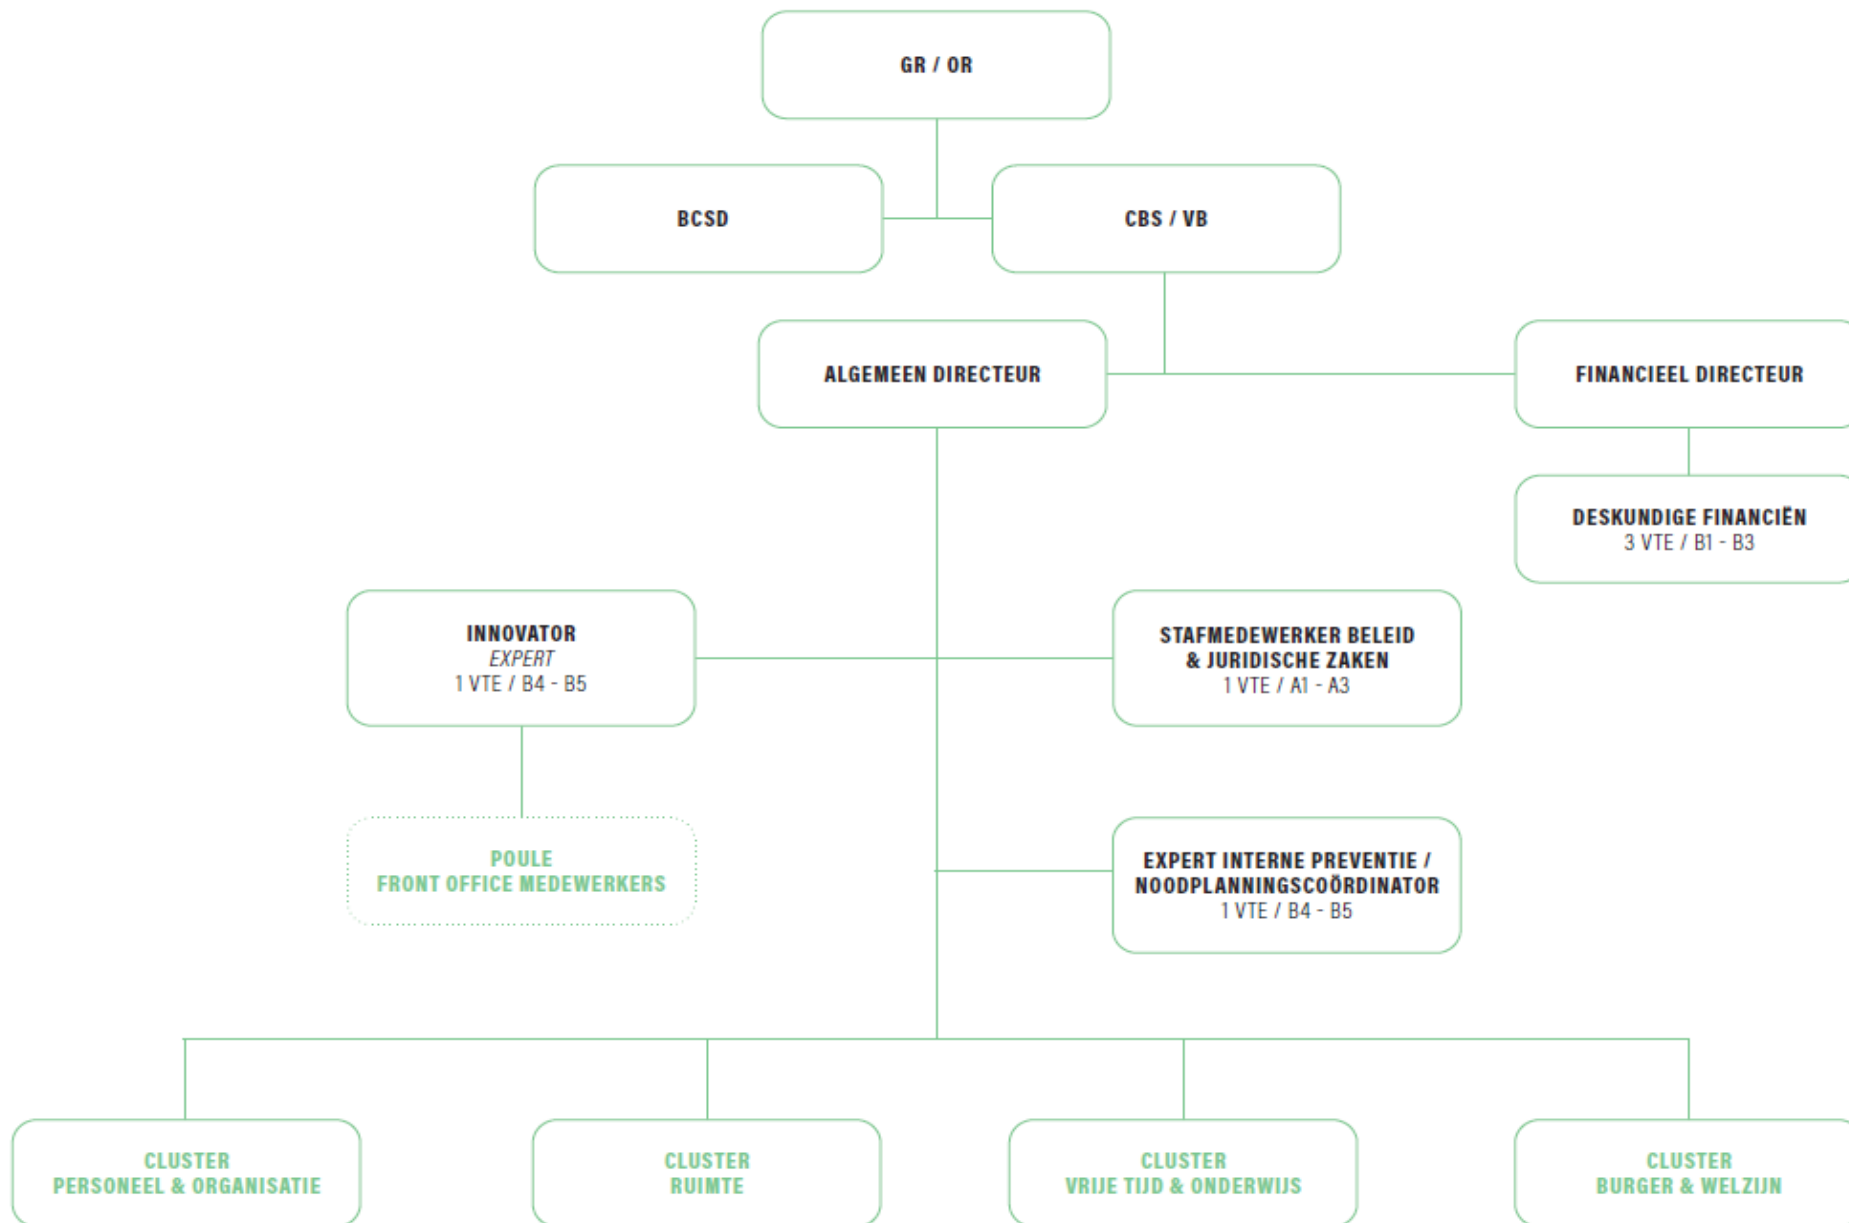 GR / OR
BCSD
CBS / VB
ALGEMEEN DIRECTEUR
FINANCIEEL DIRECTEUR
DESKUNDIGE FINANCIËN
3 VTE / B1 - B3
INNOVATOR
EXPERT
1 VTE / B4 - B5
STAFMEDEWERKER BELEID
& JURIDISCHE ZAKEN
1 VTE / A1 - A3
POULE
FRONT OFFICE MEDEWERKERS
EXPERT INTERNE PREVENTIE /
NOODPLANNINGSCOÖRDINATOR
1 VTE / B4 - B5
CLUSTER
PERSONEEL & ORGANISATIE
CLUSTER
RUIMTE
CLUSTER
VRIJE TIJD & ONDERWIJS
CLUSTER
BURGER & WELZIJN